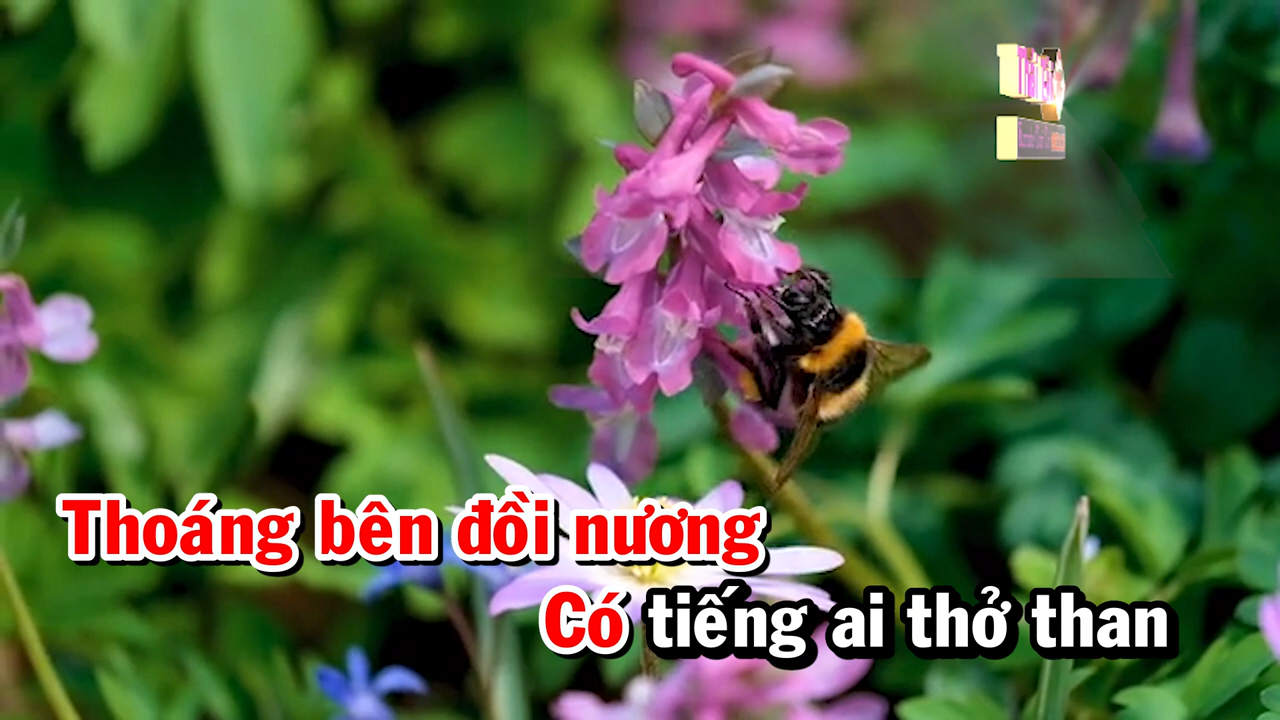 Thoáng bên đồi nương
Có tiếng ai thở than